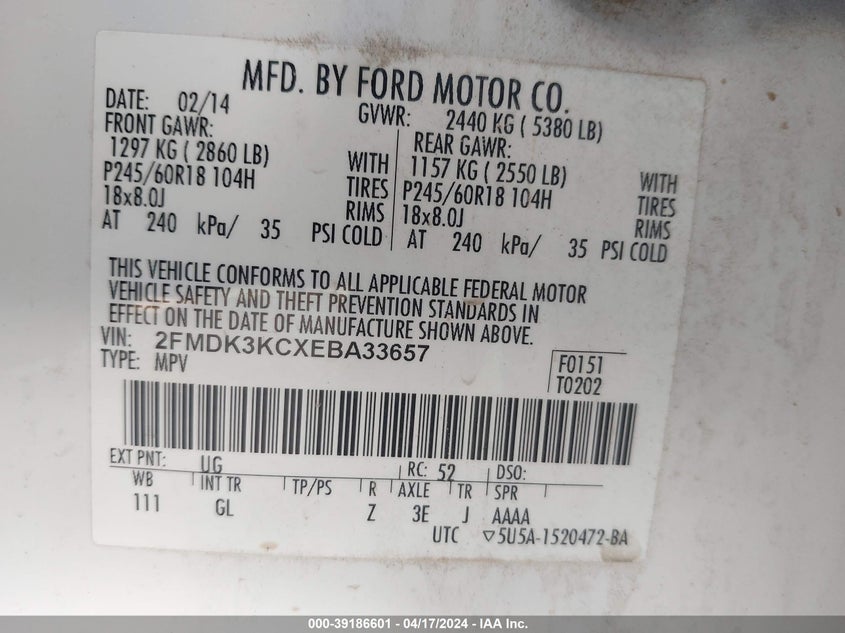 MFD. BY FORD MOTOR CO.
DATE: 02/14 GVWR: 2440 KG ( 5380 LB)
FRONT GAWR: REAR GAWR:
1297 KG ( 2860 LB) WITH 1157 KG ( 2550 LB) WITH
P245/60R18 104H TIRES P245/60R18 104H TIRES
18x8.0J RIMS 18x8.0J RIMS
AT 240 kPa/ 35 PSI COLD AT 240 kPa/ 35 PSI COLD
THIS VEHICLE CONFORMS TO ALL APPLICABLE FEDERAL MOTOR
VEHICLE SAFETY AND THEFT PREVENTION STANDARDS IN
EFFECT ON THE DATE OF MANUFACTURE SHOWN ABOVE.
VIN: 2FMDK3KCXEBA33657
TYPE: MPV
F0151
T0202
EXT PNT: UG RC: 52 DSO:
WB INT TR TP/PS R AXLE TR SPR
111 GL Z 3E J AAAA
UTC ▽5U5A-1520472-BA
000-39186601 - 04/17/2024 - IAA Inc.